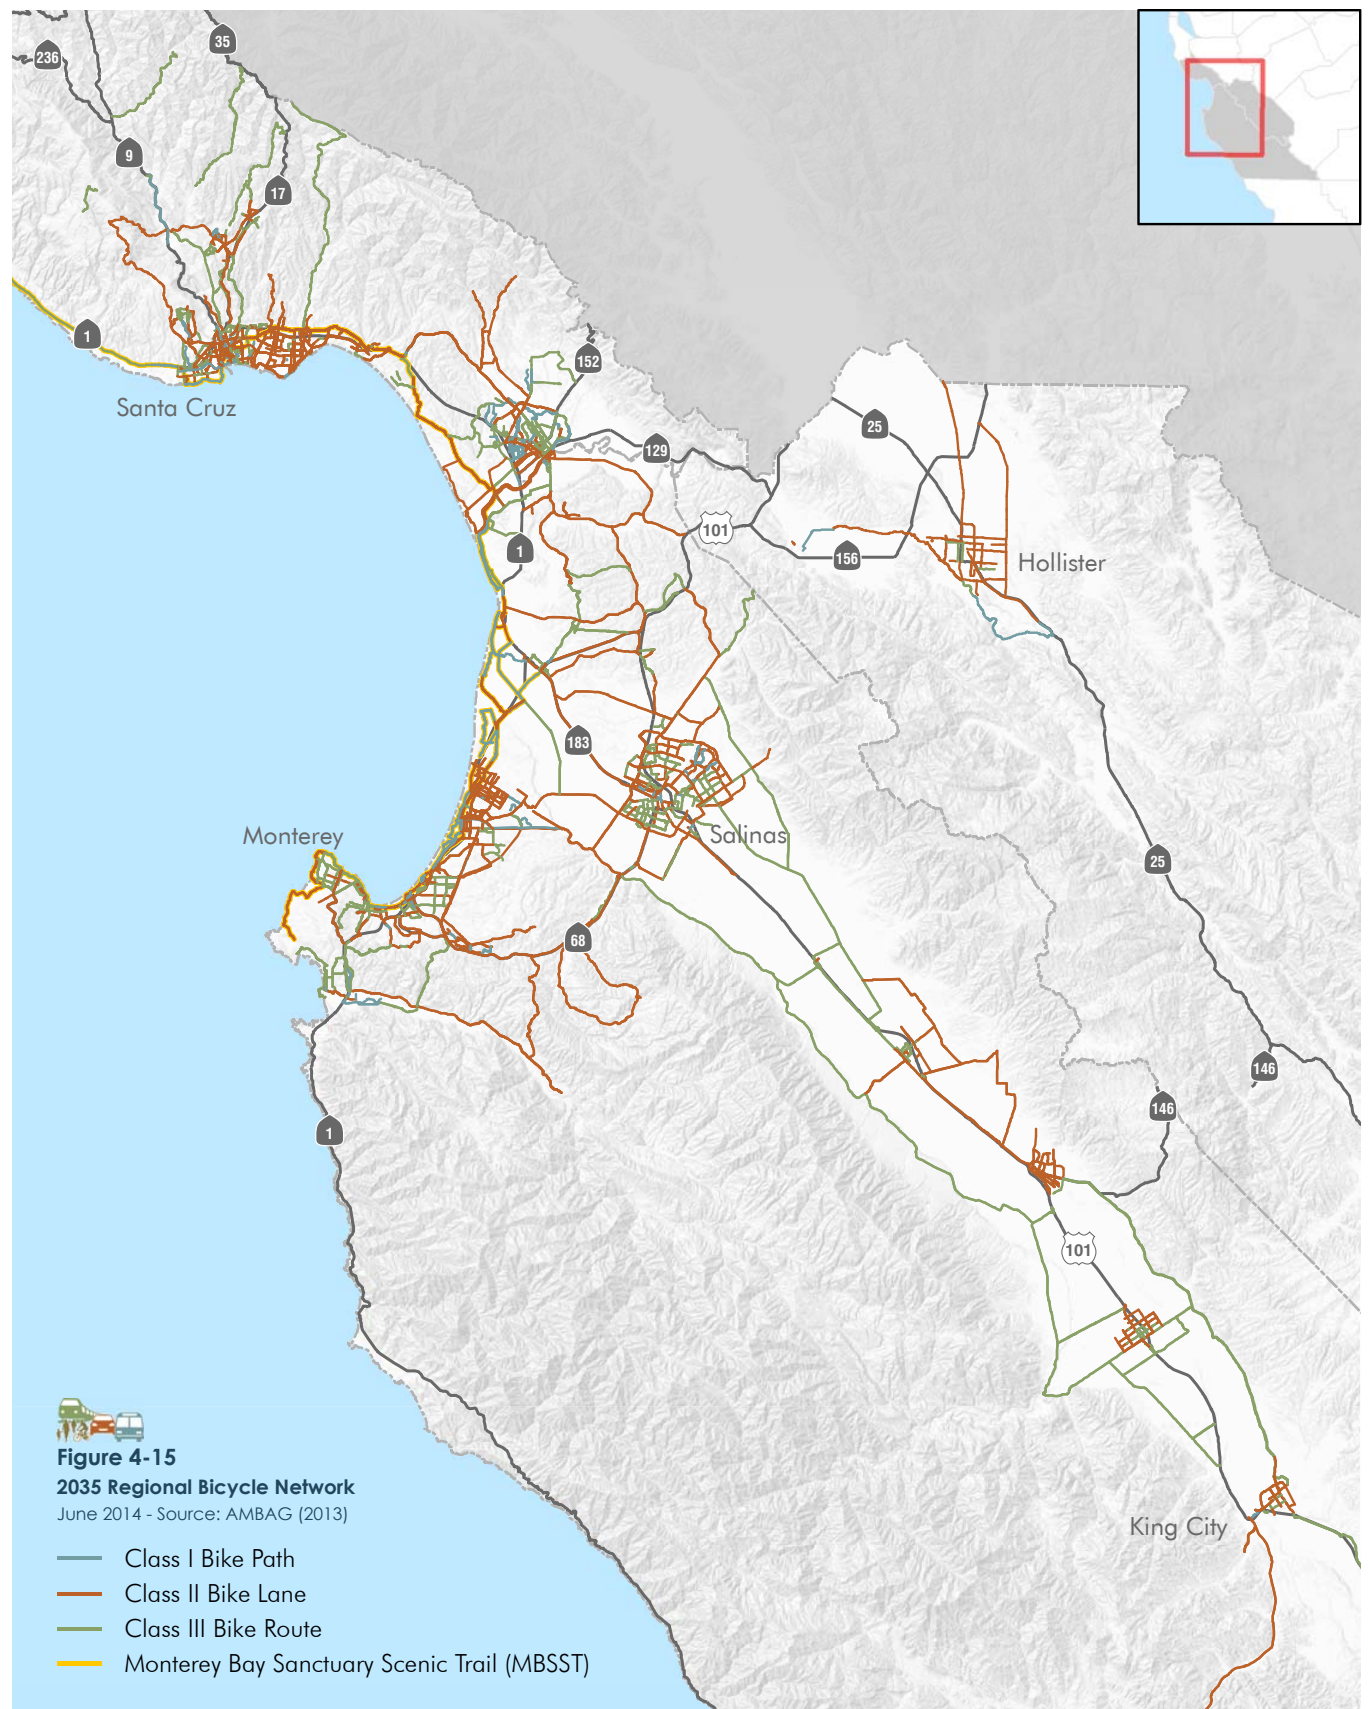 35
236
9
17
1
Santa Cruz
152
25
129
101
1
156
Hollister
183
Monterey
Salinas
25
68
146
146
1
101
King City
Figure 4-15
2035 Regional Bicycle Network
June 2014 - Source: AMBAG (2013)
Class I Bike Path
Class II Bike Lane
Class III Bike Route
Monterey Bay Sanctuary Scenic Trail (MBSST)